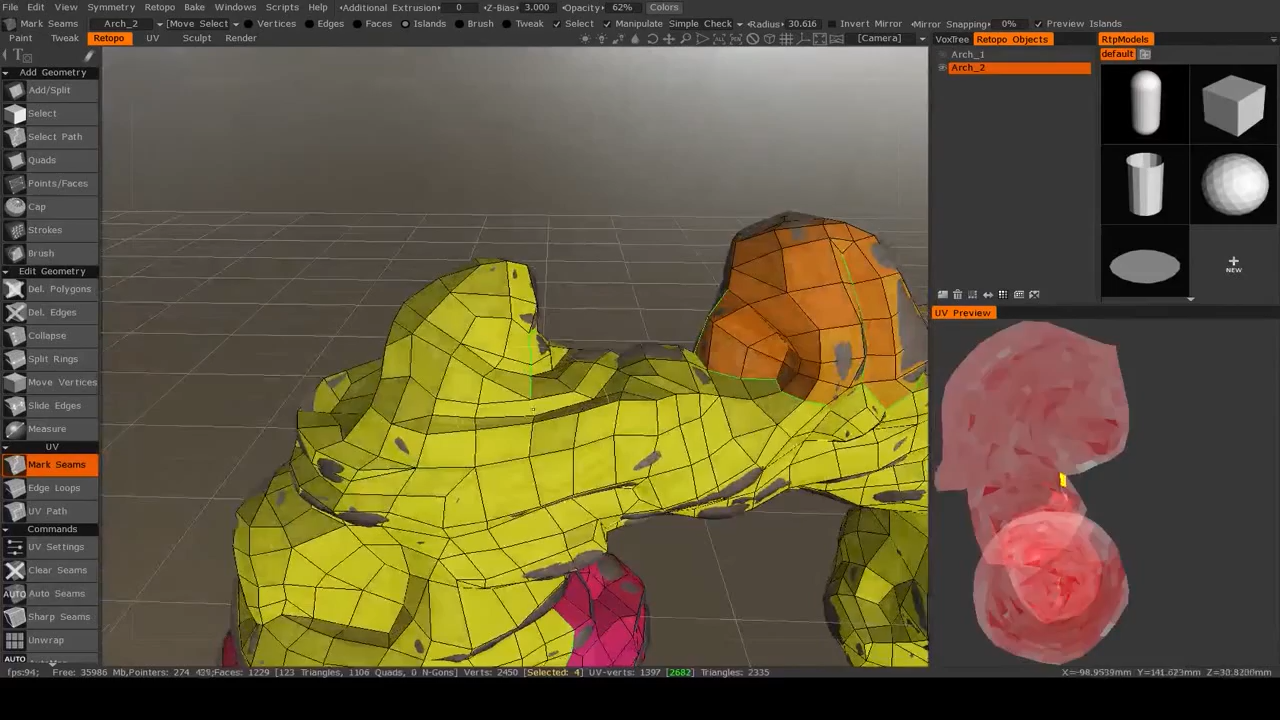 File Edit View Symmetry Retopo Bake Windows Scripts Help Additional Extrusion 0 Z-Bias 3.000 Opacity 62% Colors
Mark Seams Arch_2 [Move Select] Vertices Edges Faces Islands Brush Tweak Select Manipulate Simple Check Radius 30.616 Invert Mirror Mirror Snapping 0% Preview Islands
Paint Tweak Retopo UV Sculpt Render [Camera] VoxTree Retopo Objects RtpModels
Arch_1
default
Arch_2
Add Geometry
Add/Split
Select
Select Path
Quads
Points/Faces
Cap
Strokes
Brush
NEW
Edit Geometry
Del. Polygons
Del. Edges
UV Preview
Collapse
Split Rings
Move Vertices
Slide Edges
Measure
UV
Mark Seams
Edge Loops
UV Path
Commands
UV Settings
Clear Seams
AUTO Auto Seams
Sharp Seams
Unwrap
AUTO
fps:94; Free: 35986 Mb,Pointers: 274 Faces: 1229 [123 Triangles, 1106 Quads, 0 N-Gons] Verts: 2450 [Selected: 4] UV-verts: 1397 [2682] Triangles: 2335